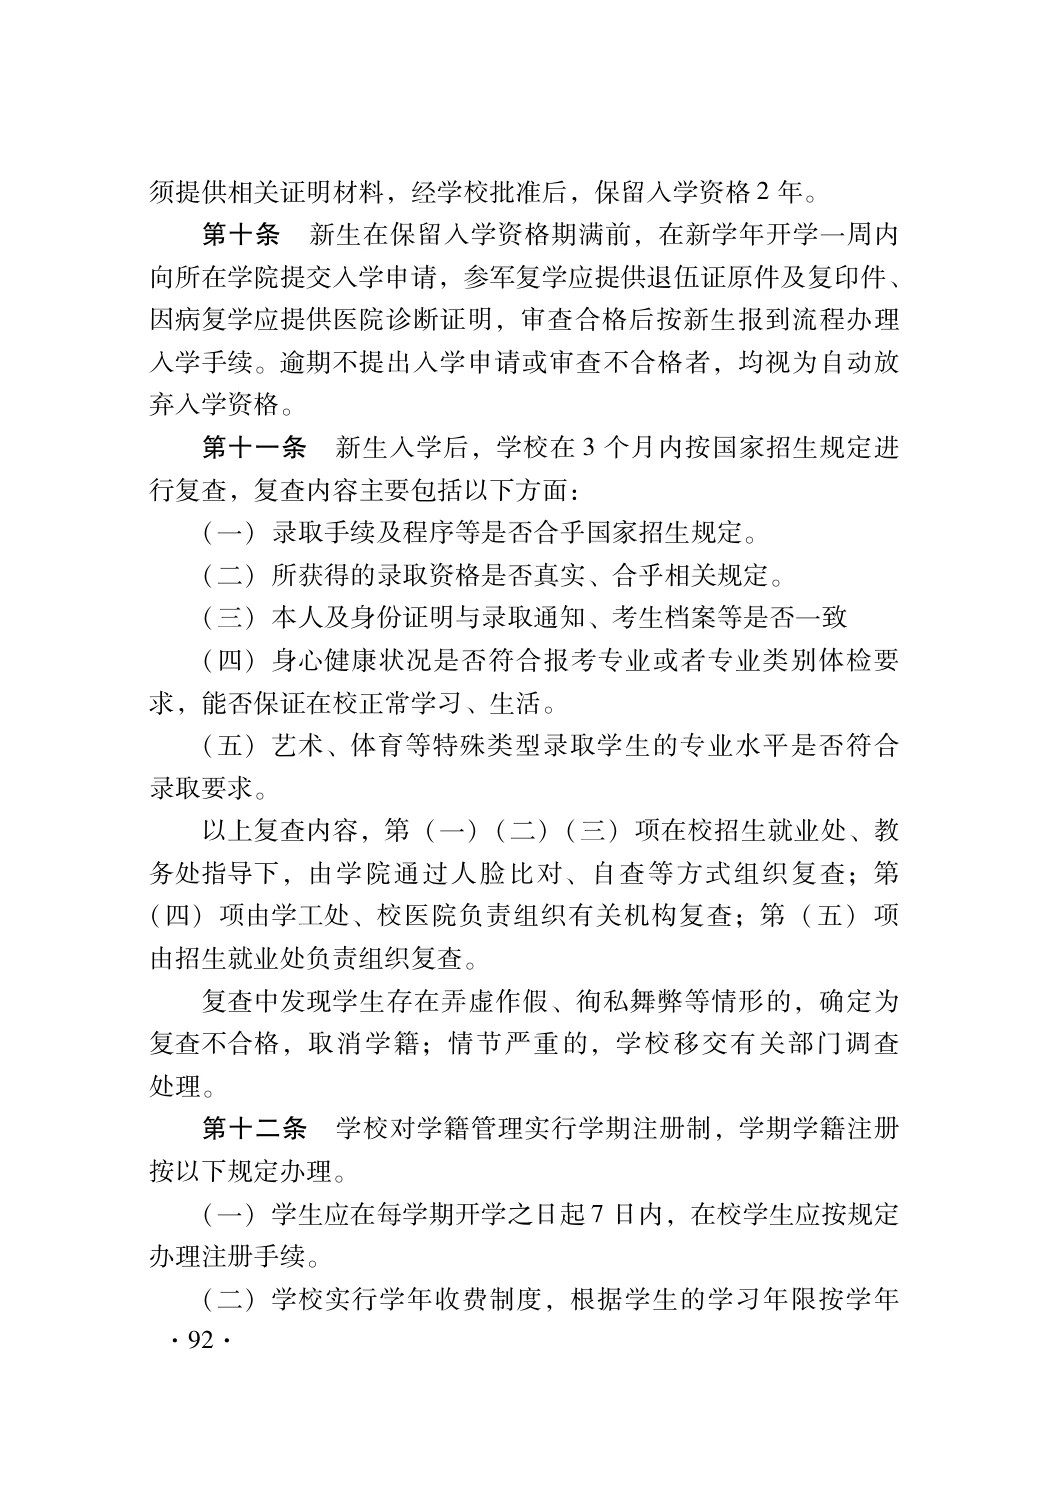 须提供相关证明材料，经学校批准后，保留入学资格 2 年。
第十条　新生在保留入学资格期满前，在新学年开学一周内
向所在学院提交入学申请，参军复学应提供退伍证原件及复印件、
因病复学应提供医院诊断证明，审查合格后按新生报到流程办理
入学手续。逾期不提出入学申请或审查不合格者，均视为自动放
弃入学资格。
第十一条　新生入学后，学校在 3 个月内按国家招生规定进
行复查，复查内容主要包括以下方面：
（一）录取手续及程序等是否合乎国家招生规定。
（二）所获得的录取资格是否真实、合乎相关规定。
（三）本人及身份证明与录取通知、考生档案等是否一致
（四）身心健康状况是否符合报考专业或者专业类别体检要
求，能否保证在校正常学习、生活。
（五）艺术、体育等特殊类型录取学生的专业水平是否符合
录取要求。
以上复查内容，第（一）（二）（三）项在校招生就业处、教
务处指导下，由学院通过人脸比对、自查等方式组织复查；第
（四）项由学工处、校医院负责组织有关机构复查；第（五）项
由招生就业处负责组织复查。
复查中发现学生存在弄虚作假、徇私舞弊等情形的，确定为
复查不合格，取消学籍；情节严重的，学校移交有关部门调查
处理。
第十二条　学校对学籍管理实行学期注册制，学期学籍注册
按以下规定办理。
（一）学生应在每学期开学之日起 7 日内，在校学生应按规定
办理注册手续。
（二）学校实行学年收费制度，根据学生的学习年限按学年
· 92 ·